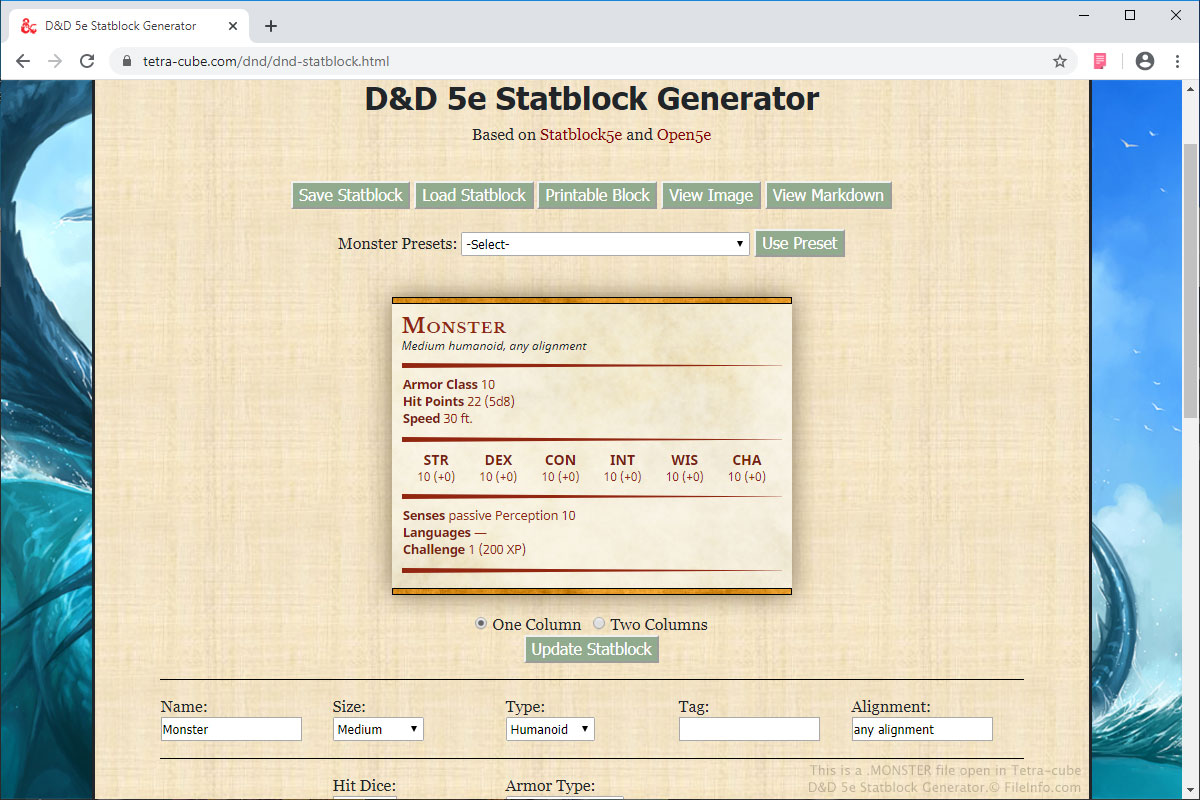 D&D 5e Statblock Generator
tetra-cube.com/dnd/dnd-statblock.html
D&D 5e Statblock Generator
Based on Statblock5e and Open5e
Save Statblock Load Statblock Printable Block View Image View Markdown
Monster Presets: -Select- Use Preset
Monster
Medium humanoid, any alignment
Armor Class 10
Hit Points 22 (5d8)
Speed 30 ft.
STR DEX CON INT WIS CHA
10 (+0) 10 (+0) 10 (+0) 10 (+0) 10 (+0) 10 (+0)
Senses passive Perception 10
Languages —
Challenge 1 (200 XP)
One Column Two Columns
Update Statblock
Name: Size: Type: Tag: Alignment:
Monster Medium Humanoid any alignment
Hit Dice: Armor Type:
This is a .MONSTER file open in Tetra-cube
D&D 5e Statblock Generator.© FileInfo.com